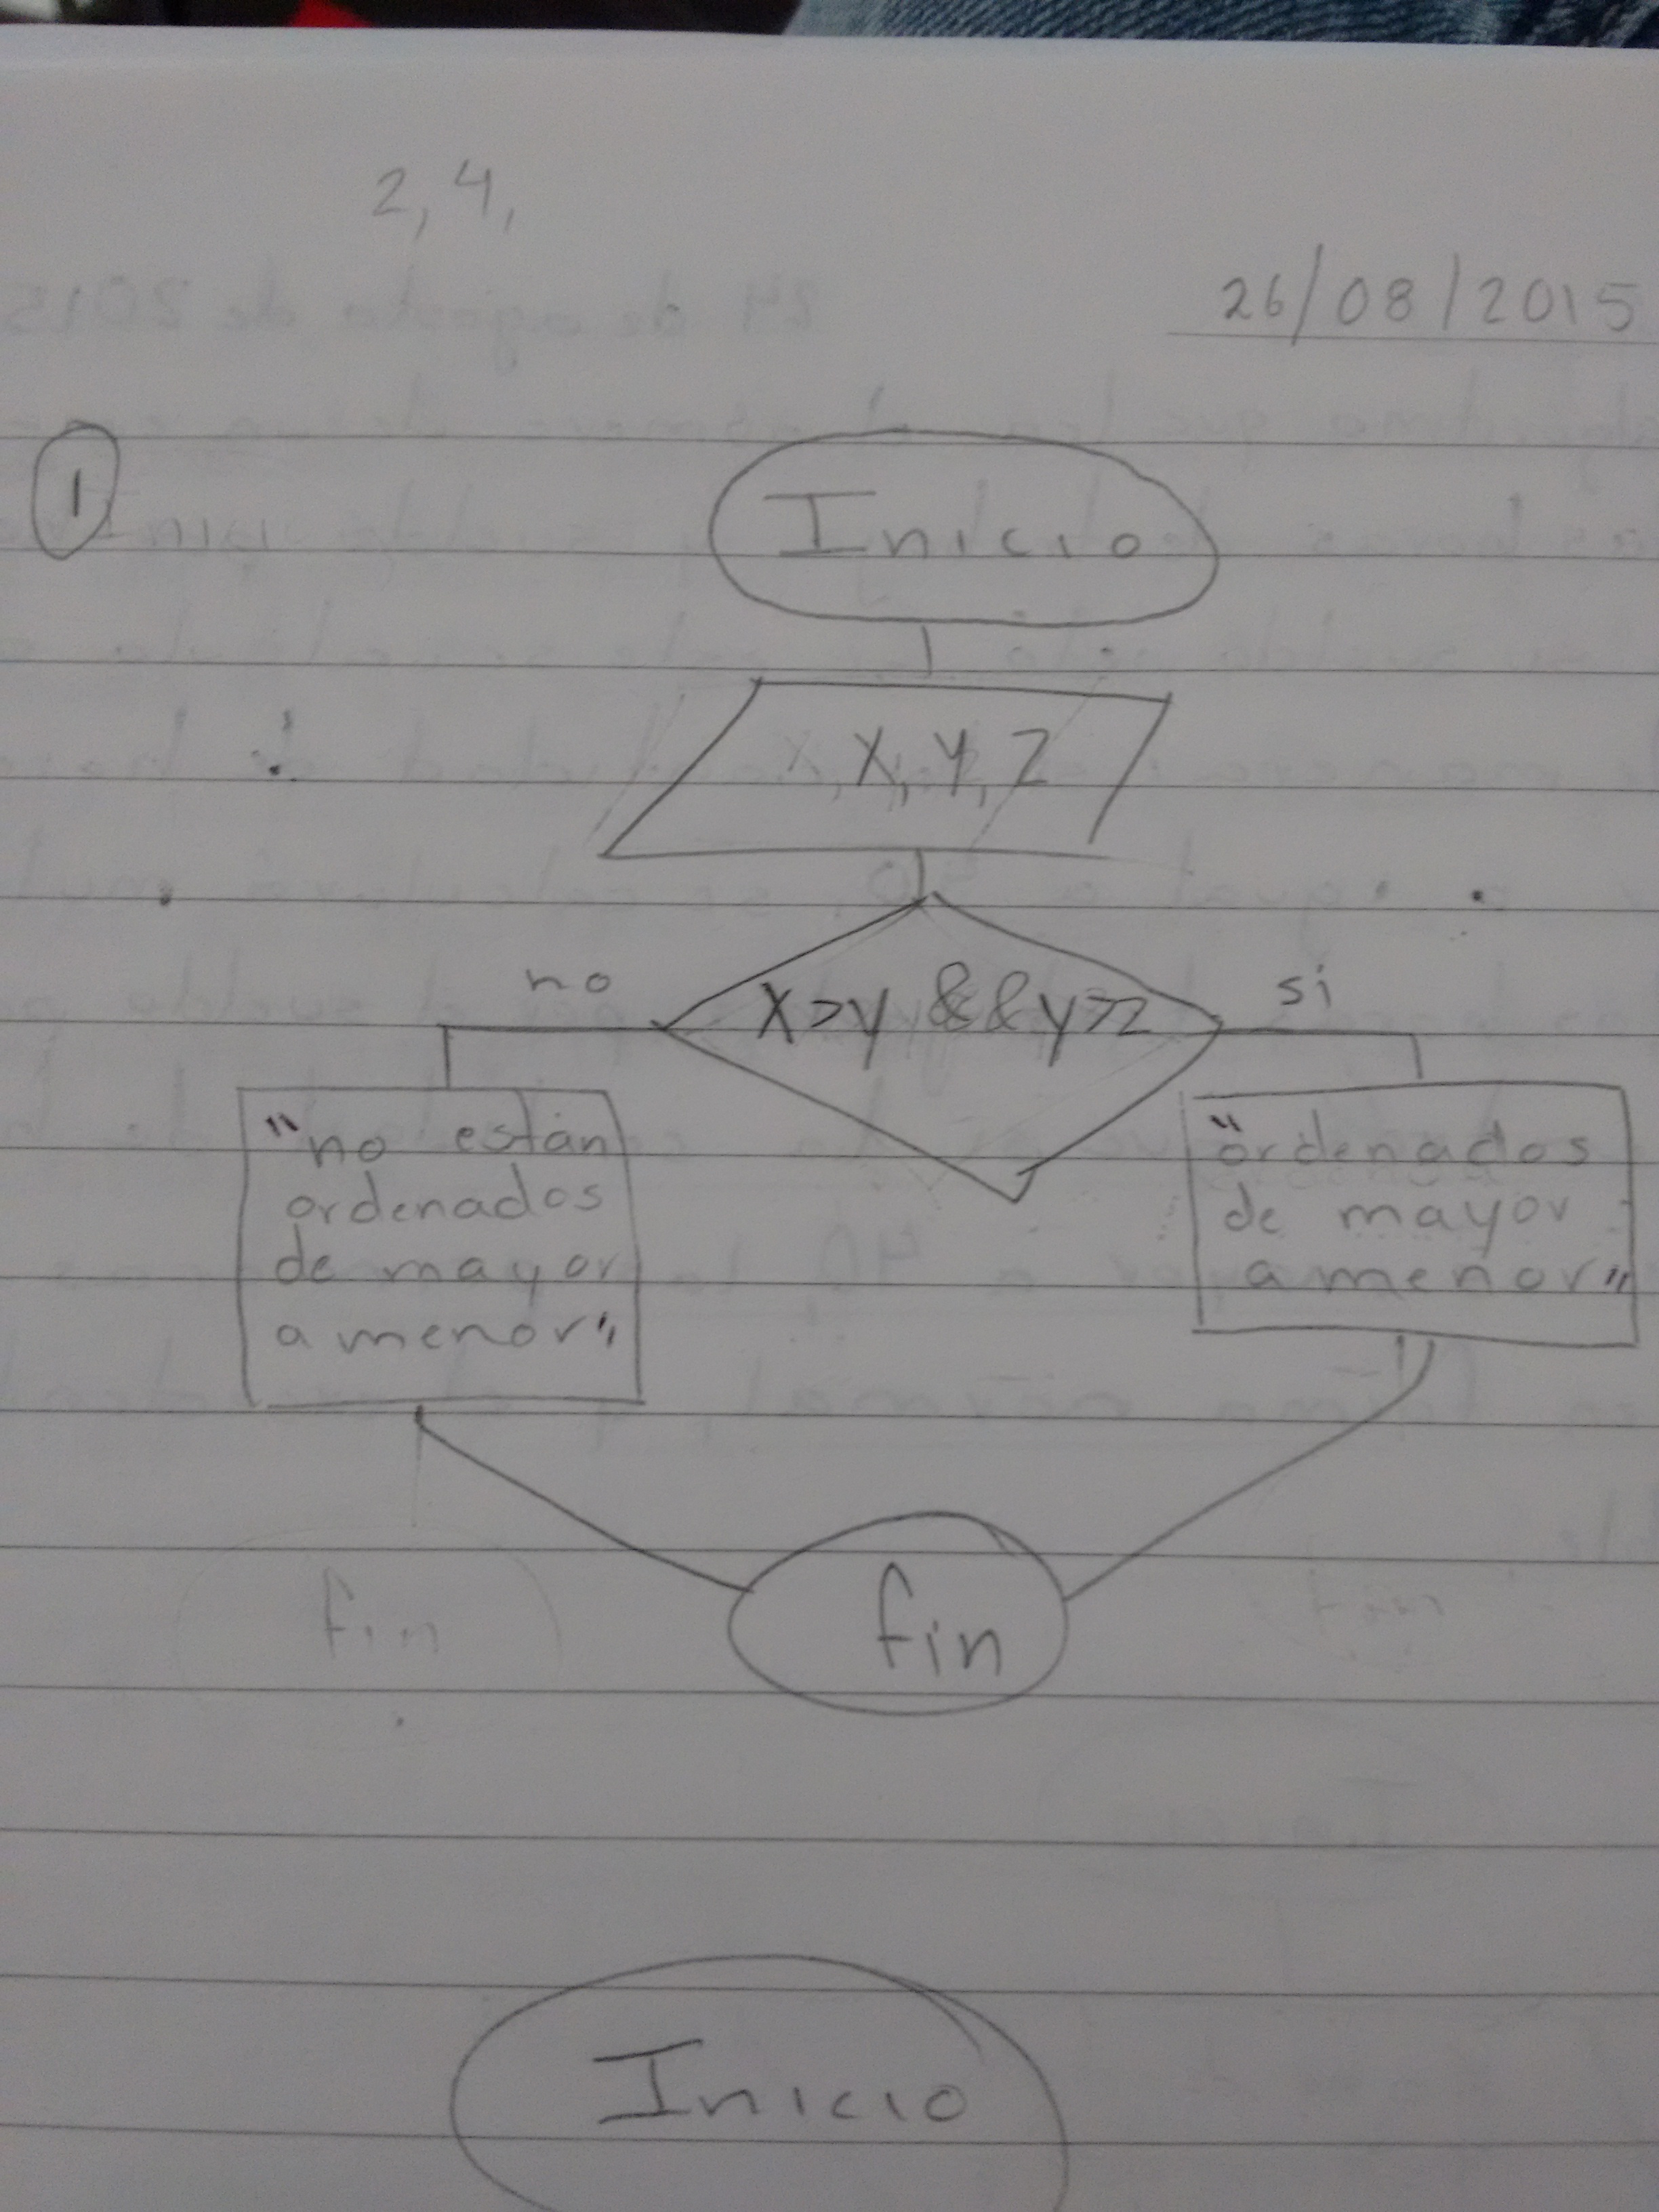 2, 4,
26/08/2015
1
Inicio
X, y, z
X>y && y>z
no
si
"no están
ordenados
de mayor
a menor"
"ordenados
de mayor
a menor"
fin
fin
Inicio